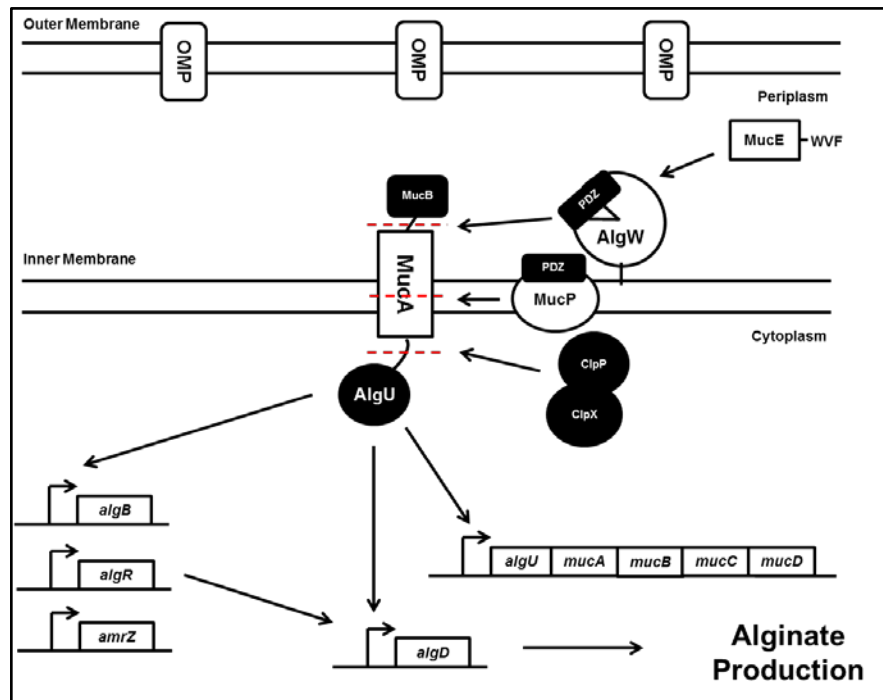 Outer Membrane
OMP
OMP
OMP
Periplasm
MucE
WVF
MucB
PDZ
AlgW
MucA
Inner Membrane
PDZ
MucP
Cytoplasm
ClpP
ClpX
AlgU
algB
algR
amrZ
algU mucA mucB mucC mucD
algD
Alginate
Production